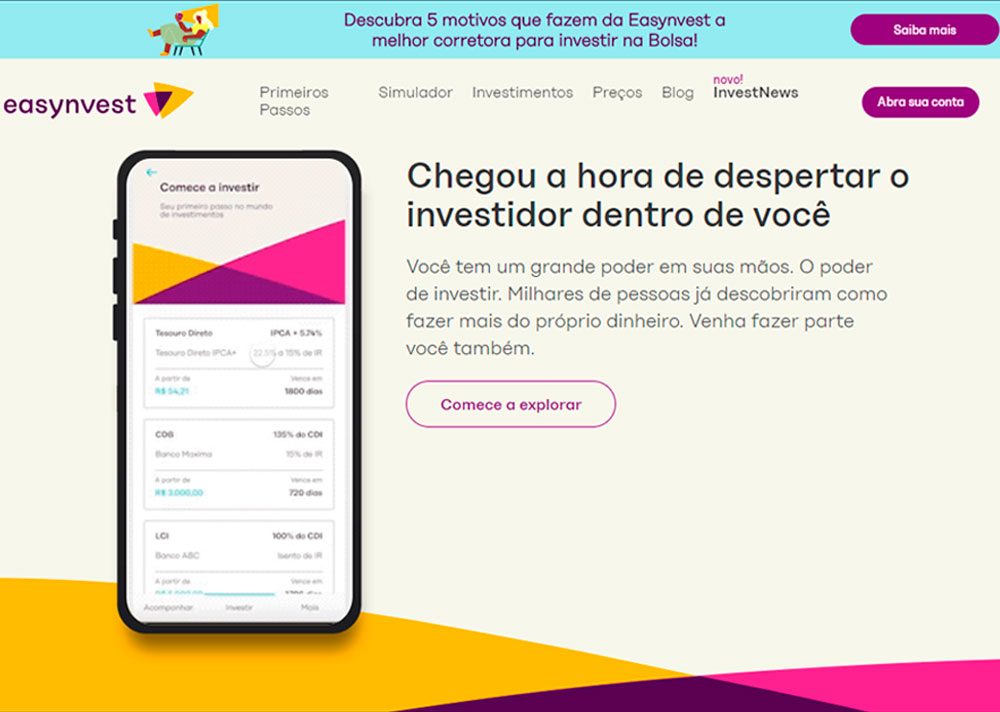 Descubra 5 motivos que fazem da Easynvest a
melhor corretora para investir na Bolsa!
Saiba mais
easynvest
Primeiros
Passos
Simulador
Investimentos
Preços
Blog
novo!
InvestNews
Abra sua conta
Comece a investir
Seu primeiro passo no mundo
de investimentos
Tesouro Direto IPCA + 5.74%
Tesouro Direto IPCA+ 22.5% a 15% de IR
A partir de Vence em
R$ 54,21 1800 dias
CDB 135% do CDI
Banco Maxima 15% de IR
A partir de Vence em
R$ 3.000,00 720 dias
LCI 100% do CDI
Banco ABC Isento de IR
A partir de Vence em
Acompanhar Investir Mais
Chegou a hora de despertar o
investidor dentro de você
Você tem um grande poder em suas mãos. O poder
de investir. Milhares de pessoas já descobriram como
fazer mais do próprio dinheiro. Venha fazer parte
você também.
Comece a explorar